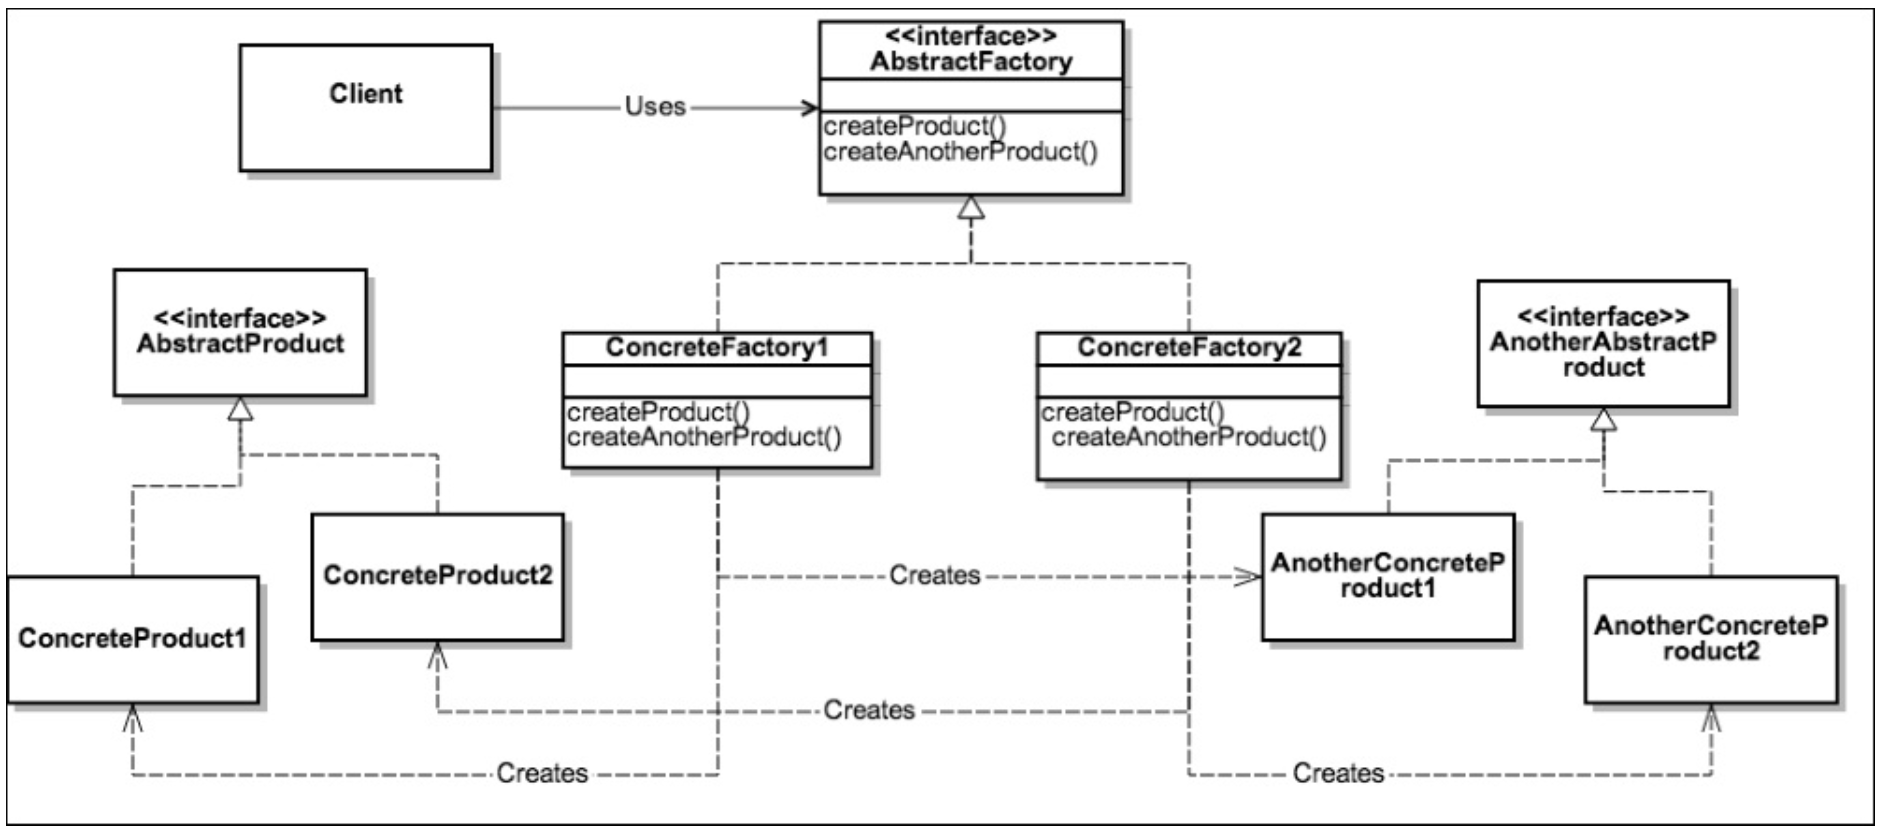 Client
Uses
<<interface>>
AbstractFactory
createProduct()
createAnotherProduct()
<<interface>>
AbstractProduct
ConcreteFactory1
createProduct()
createAnotherProduct()
ConcreteFactory2
createProduct()
createAnotherProduct()
<<interface>>
AnotherAbstractP
roduct
ConcreteProduct1
ConcreteProduct2
Creates
AnotherConcreteP
roduct1
AnotherConcreteP
roduct2
Creates
Creates
Creates